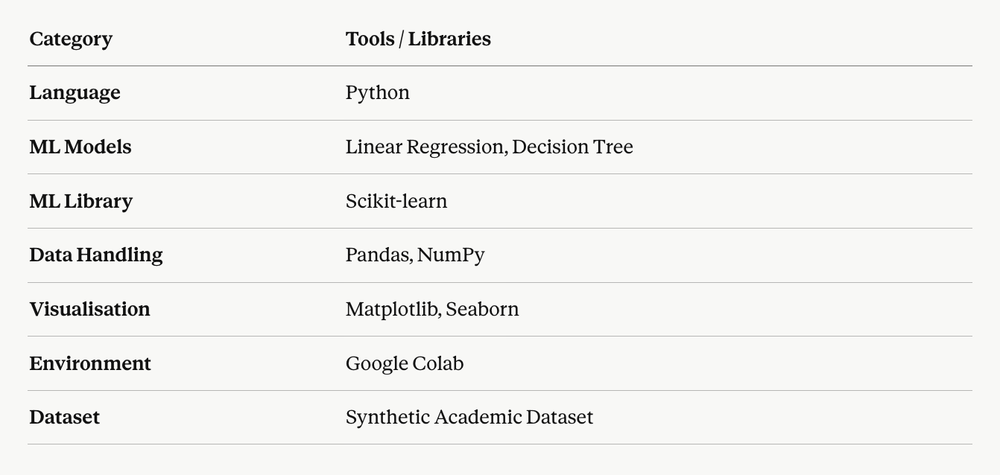 Category Tools / Libraries
Language Python
ML Models Linear Regression, Decision Tree
ML Library Scikit-learn
Data Handling Pandas, NumPy
Visualisation Matplotlib, Seaborn
Environment Google Colab
Dataset Synthetic Academic Dataset